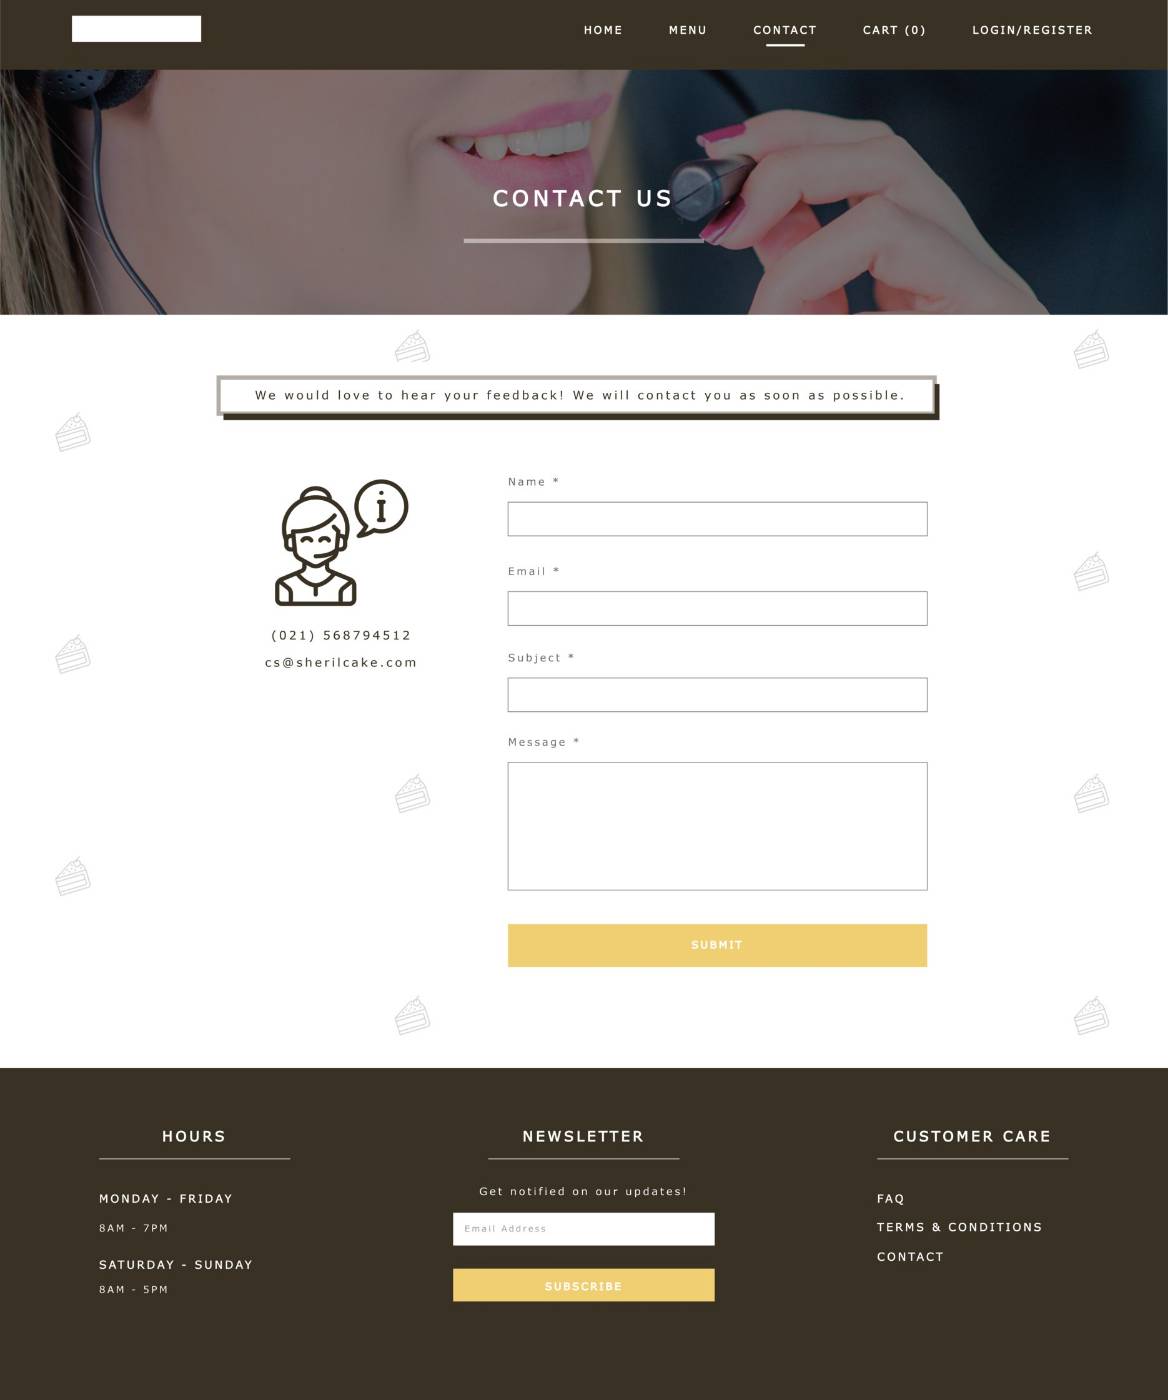 HOME MENU CONTACT CART (0) LOGIN/REGISTER
CONTACT US
We would love to hear your feedback! We will contact you as soon as possible.
Name *
Email *
Subject *
Message *
(021) 568794512
cs@sherilcake.com
SUBMIT
HOURS
MONDAY - FRIDAY
8AM - 7PM
SATURDAY - SUNDAY
8AM - 5PM
NEWSLETTER
Get notified on our updates!
Email Address
SUBSCRIBE
CUSTOMER CARE
FAQ
TERMS & CONDITIONS
CONTACT